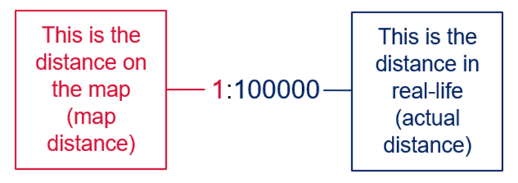 This is the
distance on
the map
(map
distance)
1:100000
This is the
distance in
real-life
(actual
distance)